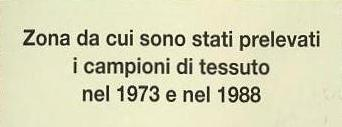 Zona da cui sono stati prelevati
i campioni di tessuto
nel 1973 e nel 1988